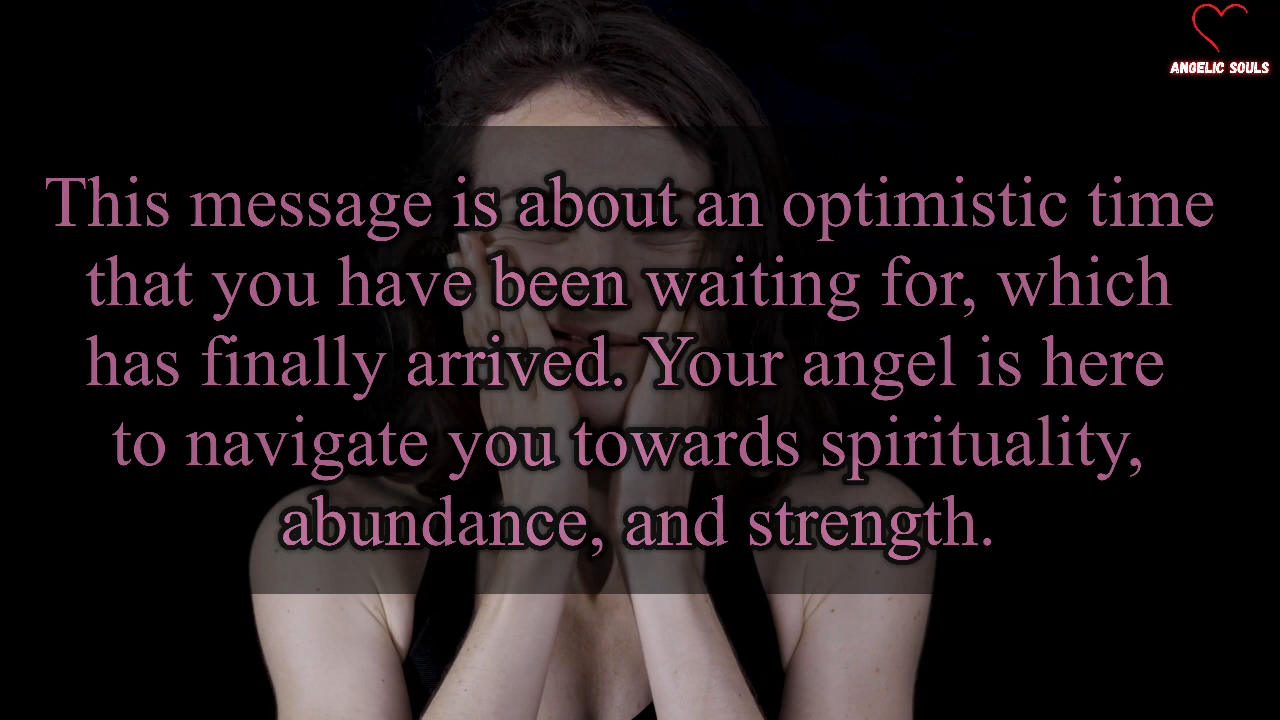 ANGELIC SOULS
This message is about an optimistic time
that you have been waiting for, which
has finally arrived. Your angel is here
to navigate you towards spirituality,
abundance, and strength.